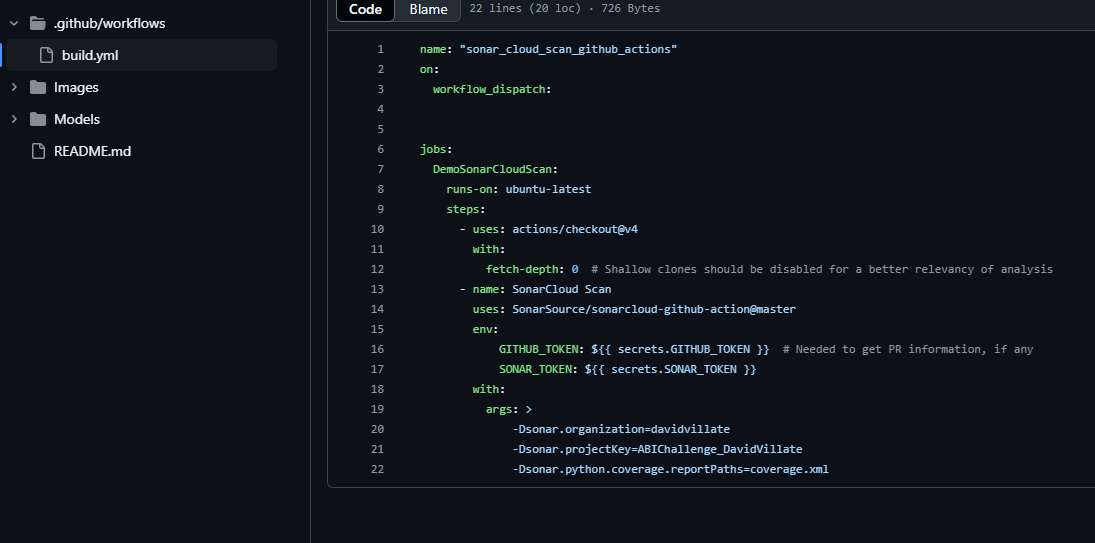 .github/workflows
build.yml
Images
Models
README.md
Code Blame 22 lines (20 loc) · 726 Bytes
1 name: "sonar_cloud_scan_github_actions"
2 on:
3 workflow_dispatch:
4
5
6 jobs:
7 DemoSonarCloudScan:
8 runs-on: ubuntu-latest
9 steps:
10 - uses: actions/checkout@v4
11 with:
12 fetch-depth: 0 # Shallow clones should be disabled for a better relevancy of analysis
13 - name: SonarCloud Scan
14 uses: SonarSource/sonarcloud-github-action@master
15 env:
16 GITHUB_TOKEN: ${{ secrets.GITHUB_TOKEN }} # Needed to get PR information, if any
17 SONAR_TOKEN: ${{ secrets.SONAR_TOKEN }}
18 with:
19 args: >
20 -Dsonar.organization=davidvillate
21 -Dsonar.projectKey=ABIChallenge_DavidVillate
22 -Dsonar.python.coverage.reportPaths=coverage.xml